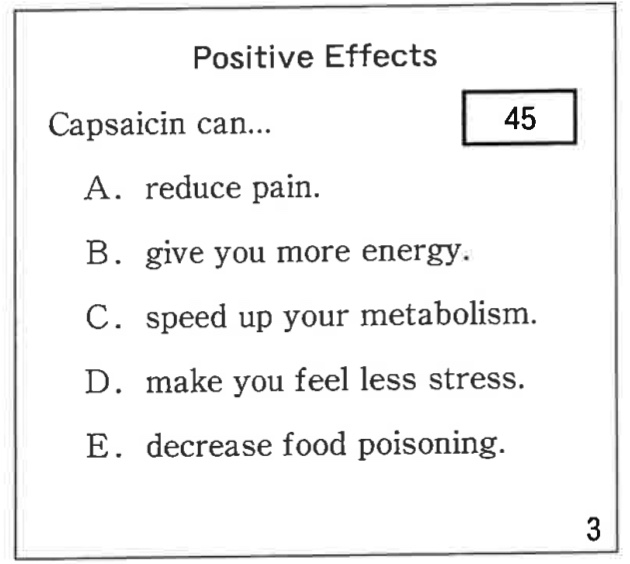 Positive Effects
Capsaicin can...
45
A. reduce pain.
B. give you more energy.
C. speed up your metabolism.
D. make you feel less stress.
E. decrease food poisoning.
3